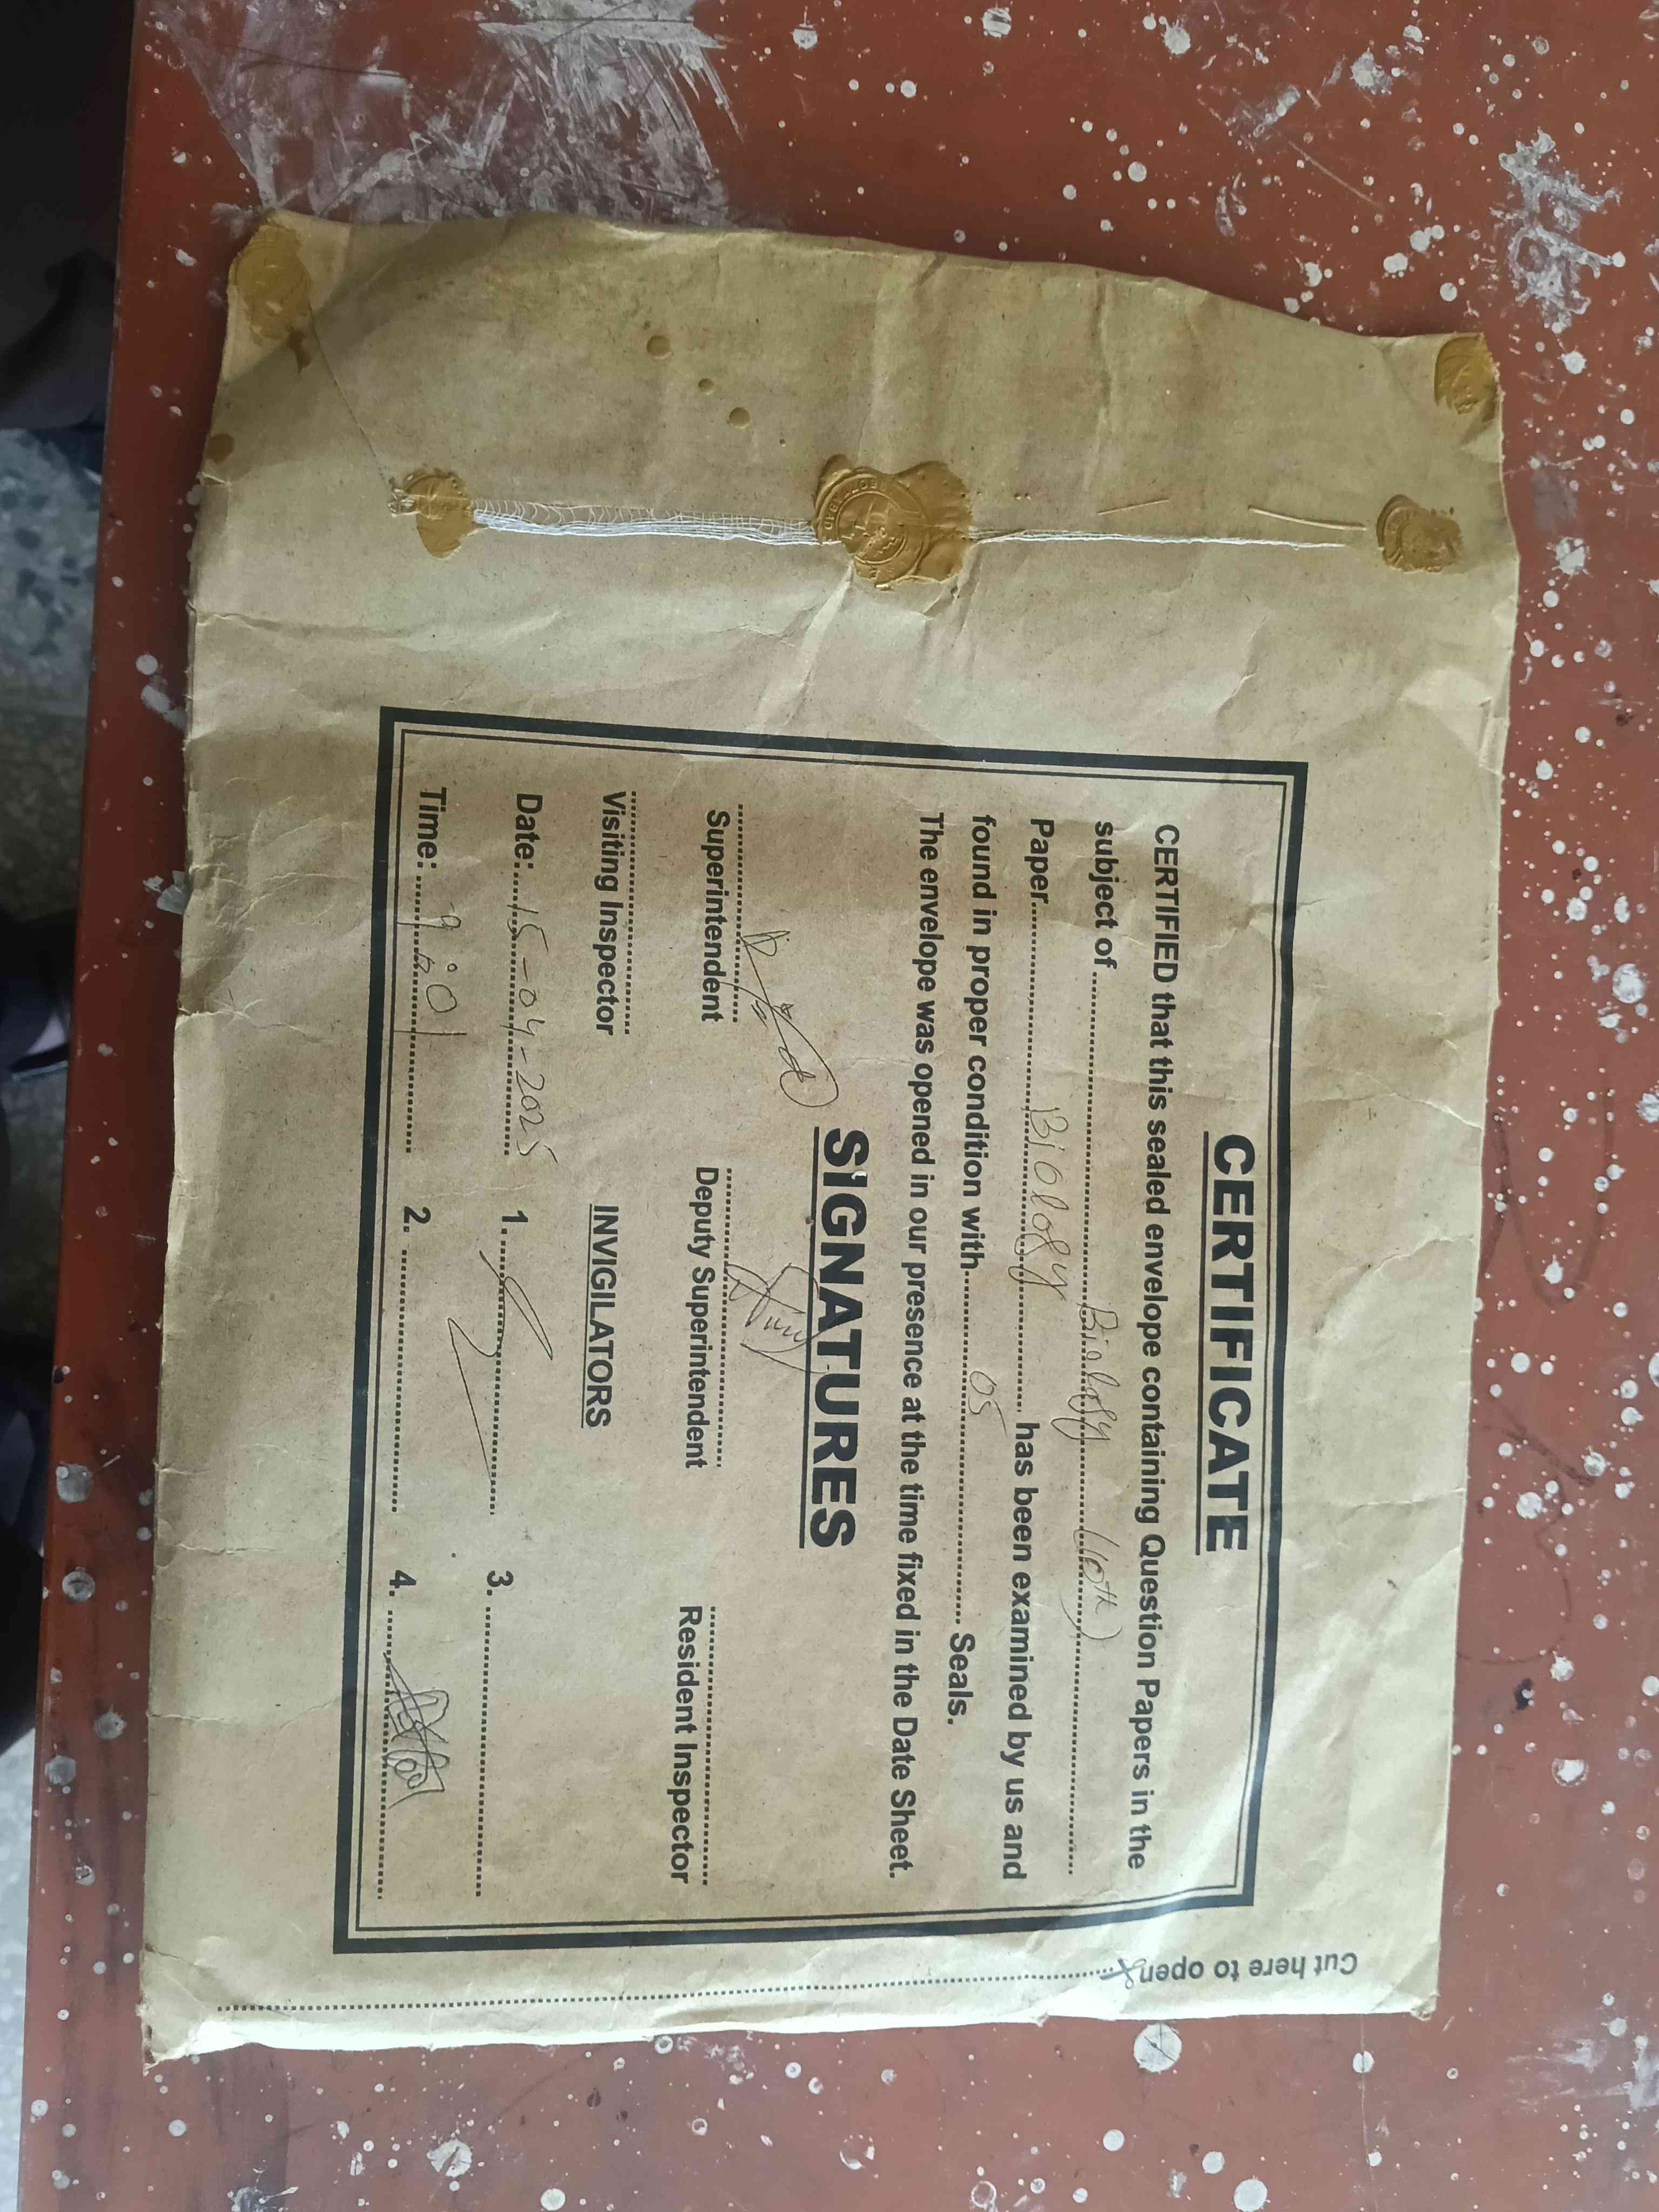 CERTIFICATE
CERTIFIED that this sealed envelope containing Question Papers in the
subject of.................Biology (10th).................
Paper.................Biology................. has been examined by us and
found in proper condition with.................05................. Seals.
The envelope was opened in our presence at the time fixed in the Date Sheet.
SIGNATURES
Superintendent Deputy Superintendent Resident Inspector
Visiting Inspector INVIGILATORS
Date:....15-04-2025.... 1. 3.
Time:....9:01.... 2. 4.
Cut here to open